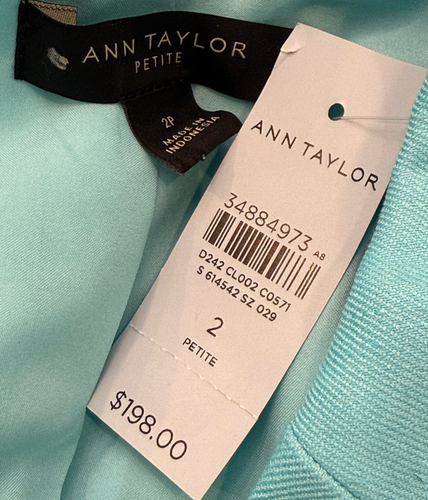 ANN TAYLOR
PETITE
2P
MADE IN
INDONESIA
ANN TAYLOR
34884973 A8
D242 CL002 C0571
S 614542 SZ 029
2
PETITE
$198.00